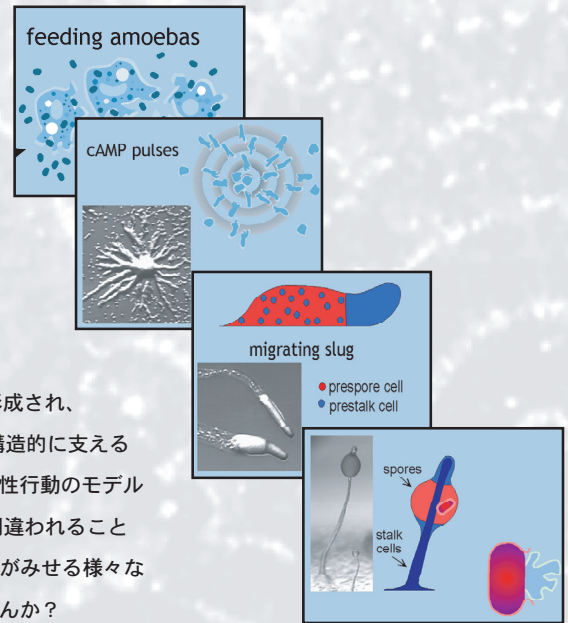 feeding amoebas
cAMP pulses
migrating slug
prespore cell
prestalk cell
spores
stalk
cells
形成され、
構造的に支える
性行動のモデル
違われること
がみせる様々な
んか？